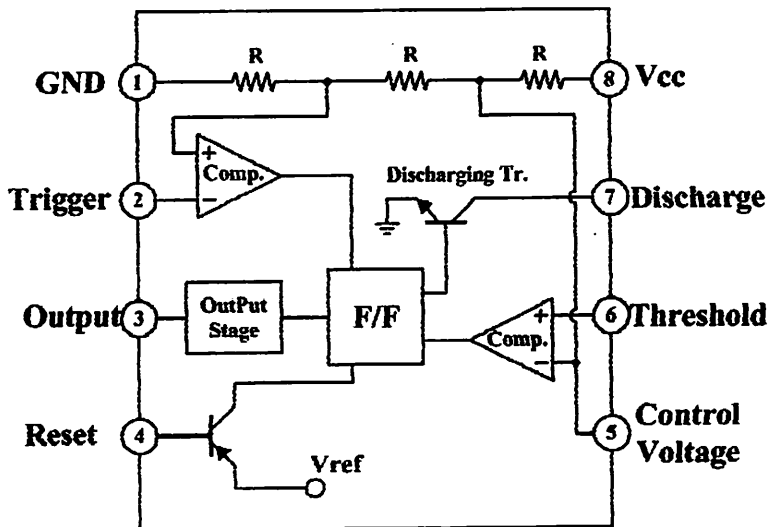 R R R
GND 1 8 Vcc
+
Comp.
−
Trigger 2
Discharging Tr.
7 Discharge
Output 3
OutPut
Stage
F/F
+
Comp.
−
6 Threshold
Reset 4
5 Control
Voltage
Vref